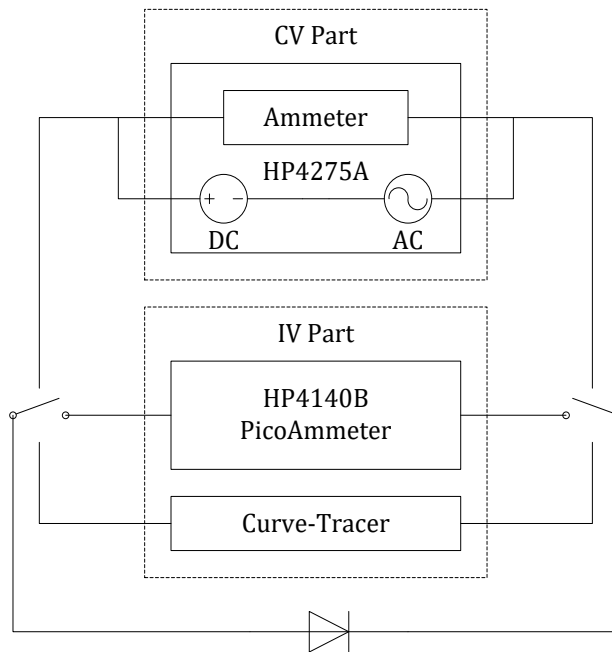 CV Part
Ammeter
HP4275A
+ -
DC AC
IV Part
HP4140B
PicoAmmeter
Curve-Tracer